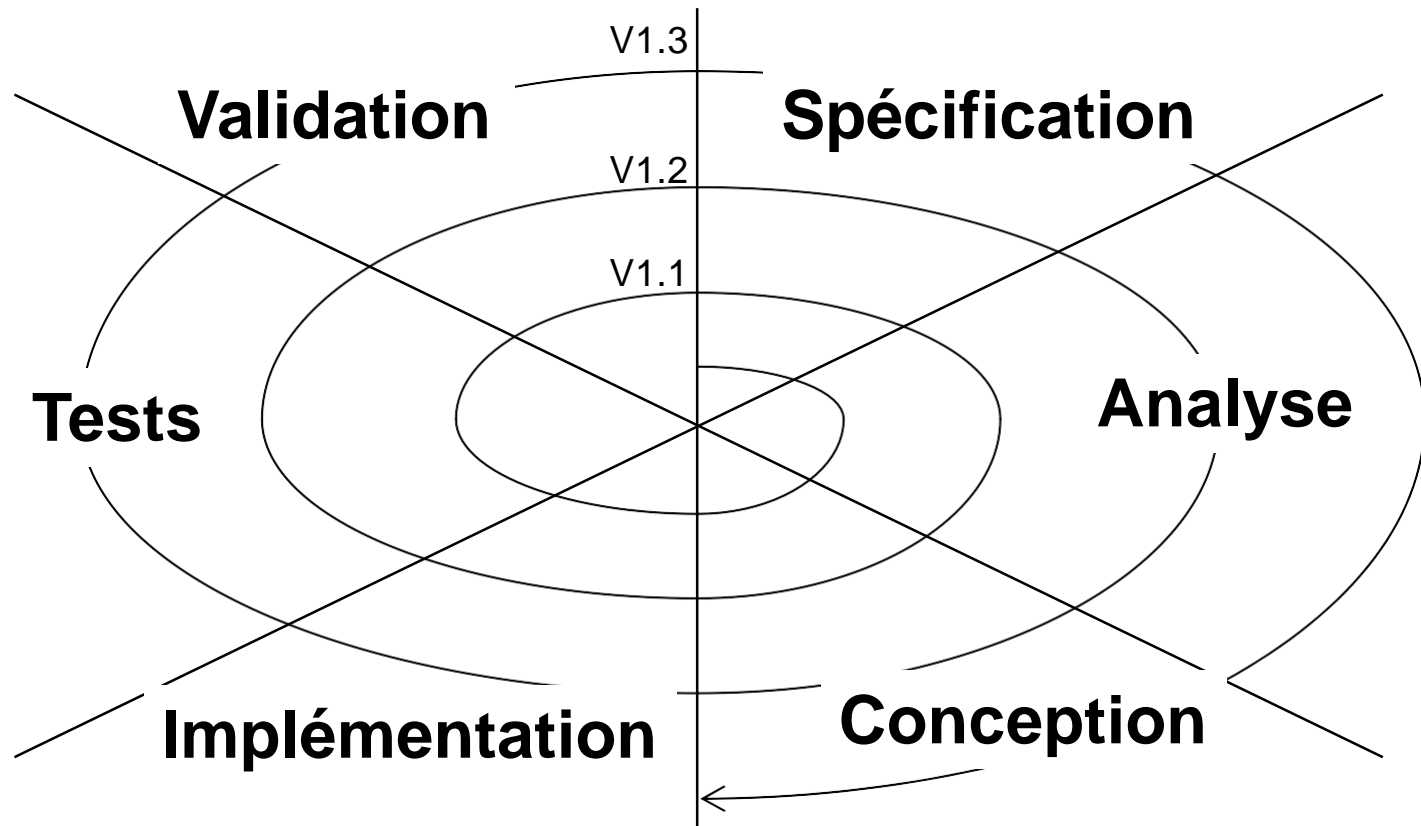 V1.3
Validation
Spécification
V1.2
V1.1
Tests
Analyse
Implémentation
Conception